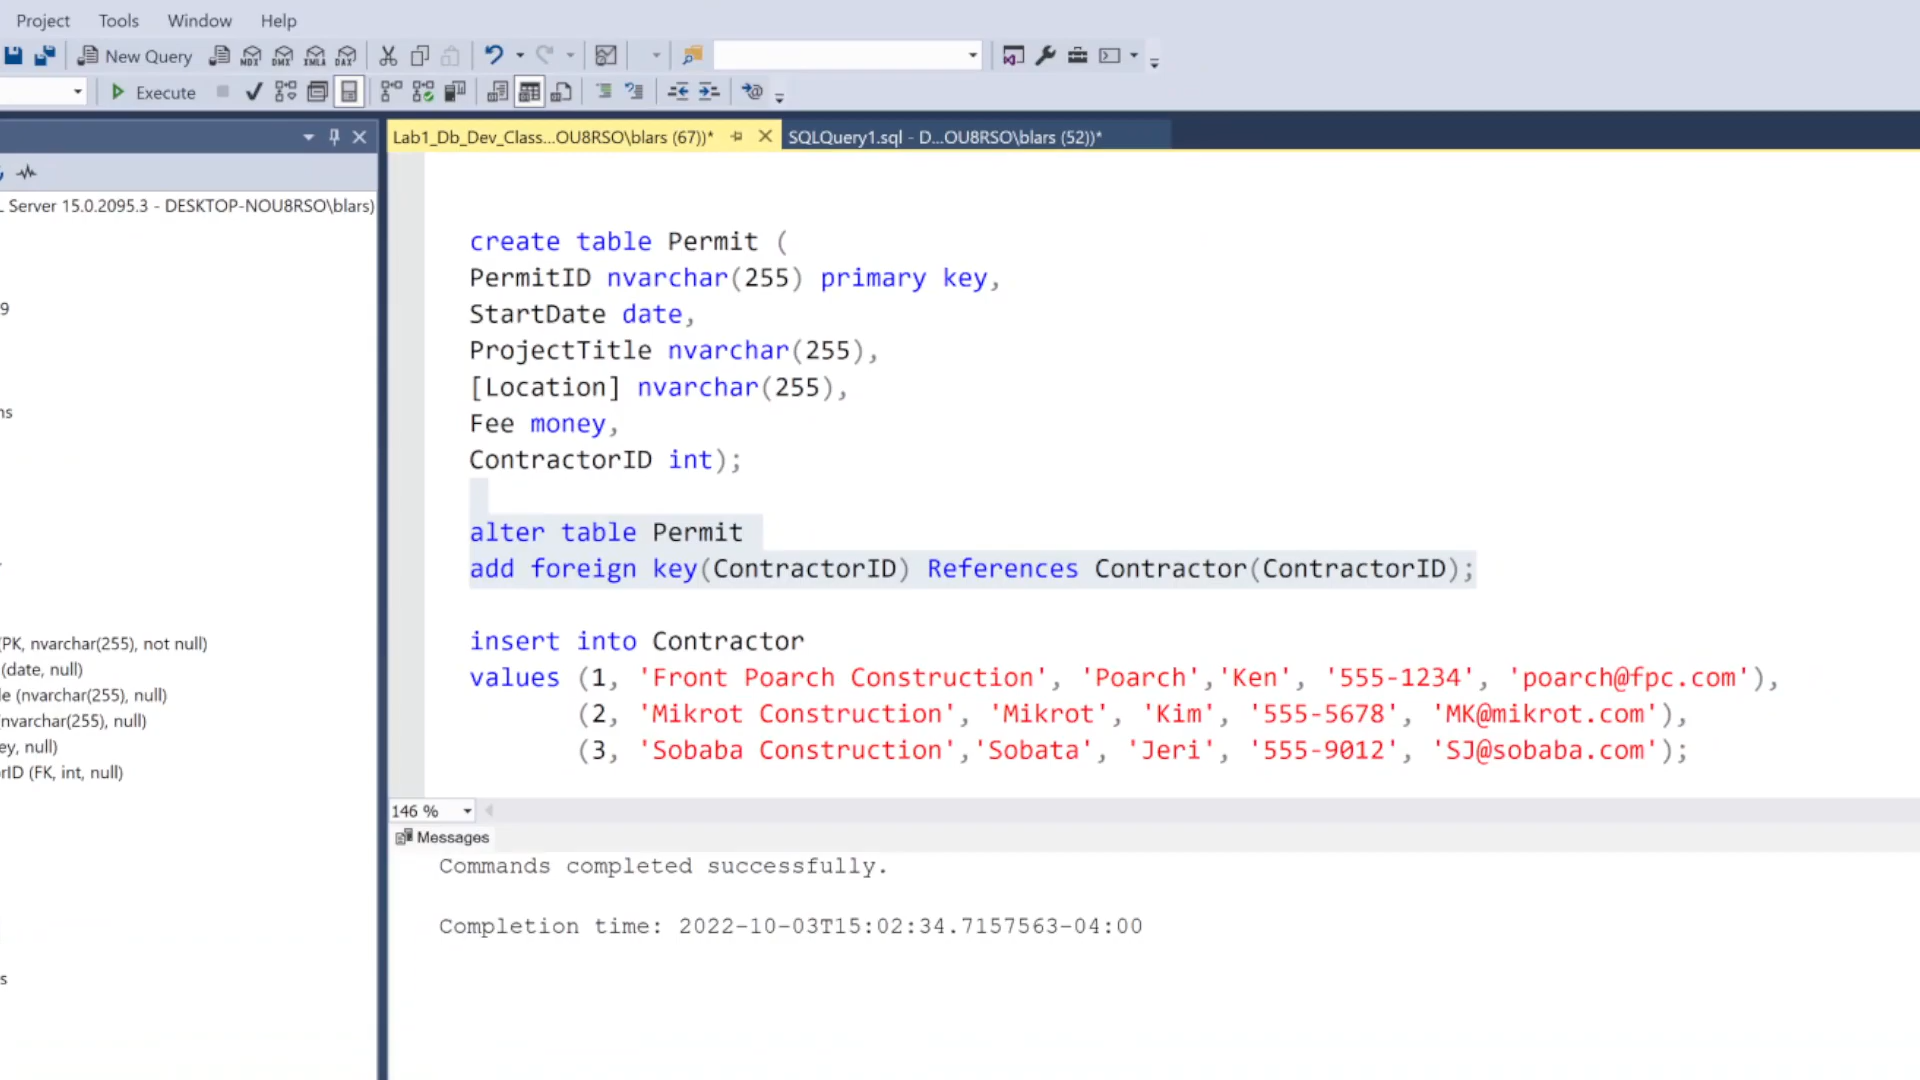 Project Tools Window Help
New Query MDX DMX XMLA DAX
Execute
Lab1_Db_Dev_Class...OU8RSO\blars (67))* SQLQuery1.sql - D...OU8RSO\blars (52))*
Server 15.0.2095.3 - DESKTOP-NOU8RSO\blars)
create table Permit (
PermitID nvarchar(255) primary key,
StartDate date,
9
ProjectTitle nvarchar(255),
[Location] nvarchar(255),
ns
Fee money,
ContractorID int);
alter table Permit
add foreign key(ContractorID) References Contractor(ContractorID);
insert into Contractor
(PK, nvarchar(255), not null)
(date, null)
values (1, 'Front Poarch Construction', 'Poarch','Ken', '555-1234', 'poarch@fpc.com'),
le (nvarchar(255), null)
(2, 'Mikrot Construction', 'Mikrot', 'Kim', '555-5678', 'MK@mikrot.com'),
(nvarchar(255), null)
ey, null)
(3, 'Sobaba Construction','Sobata', 'Jeri', '555-9012', 'SJ@sobaba.com');
rID (FK, int, null)
146 %
Messages
Commands completed successfully.
Completion time: 2022-10-03T15:02:34.7157563-04:00
s